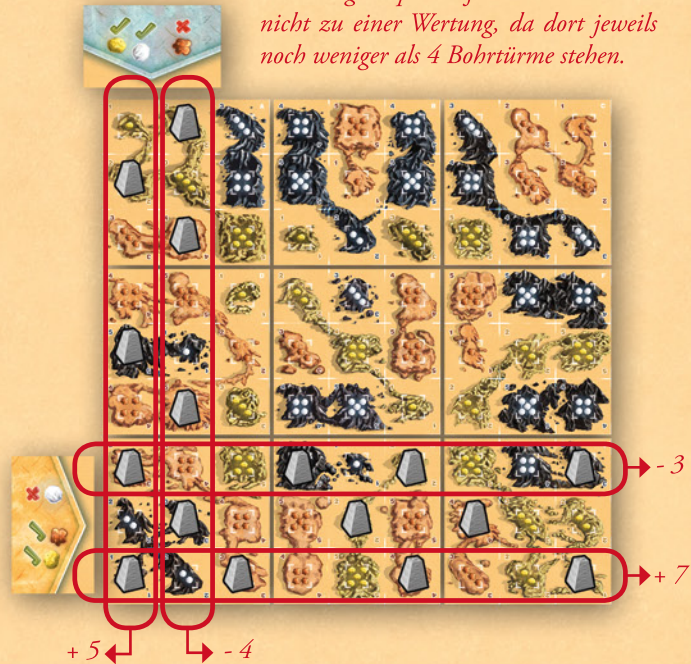 nicht zu einer Wertung, da dort jeweils
noch weniger als 4 Bohrtürme stehen.
- 3
+ 7
+ 5
- 4